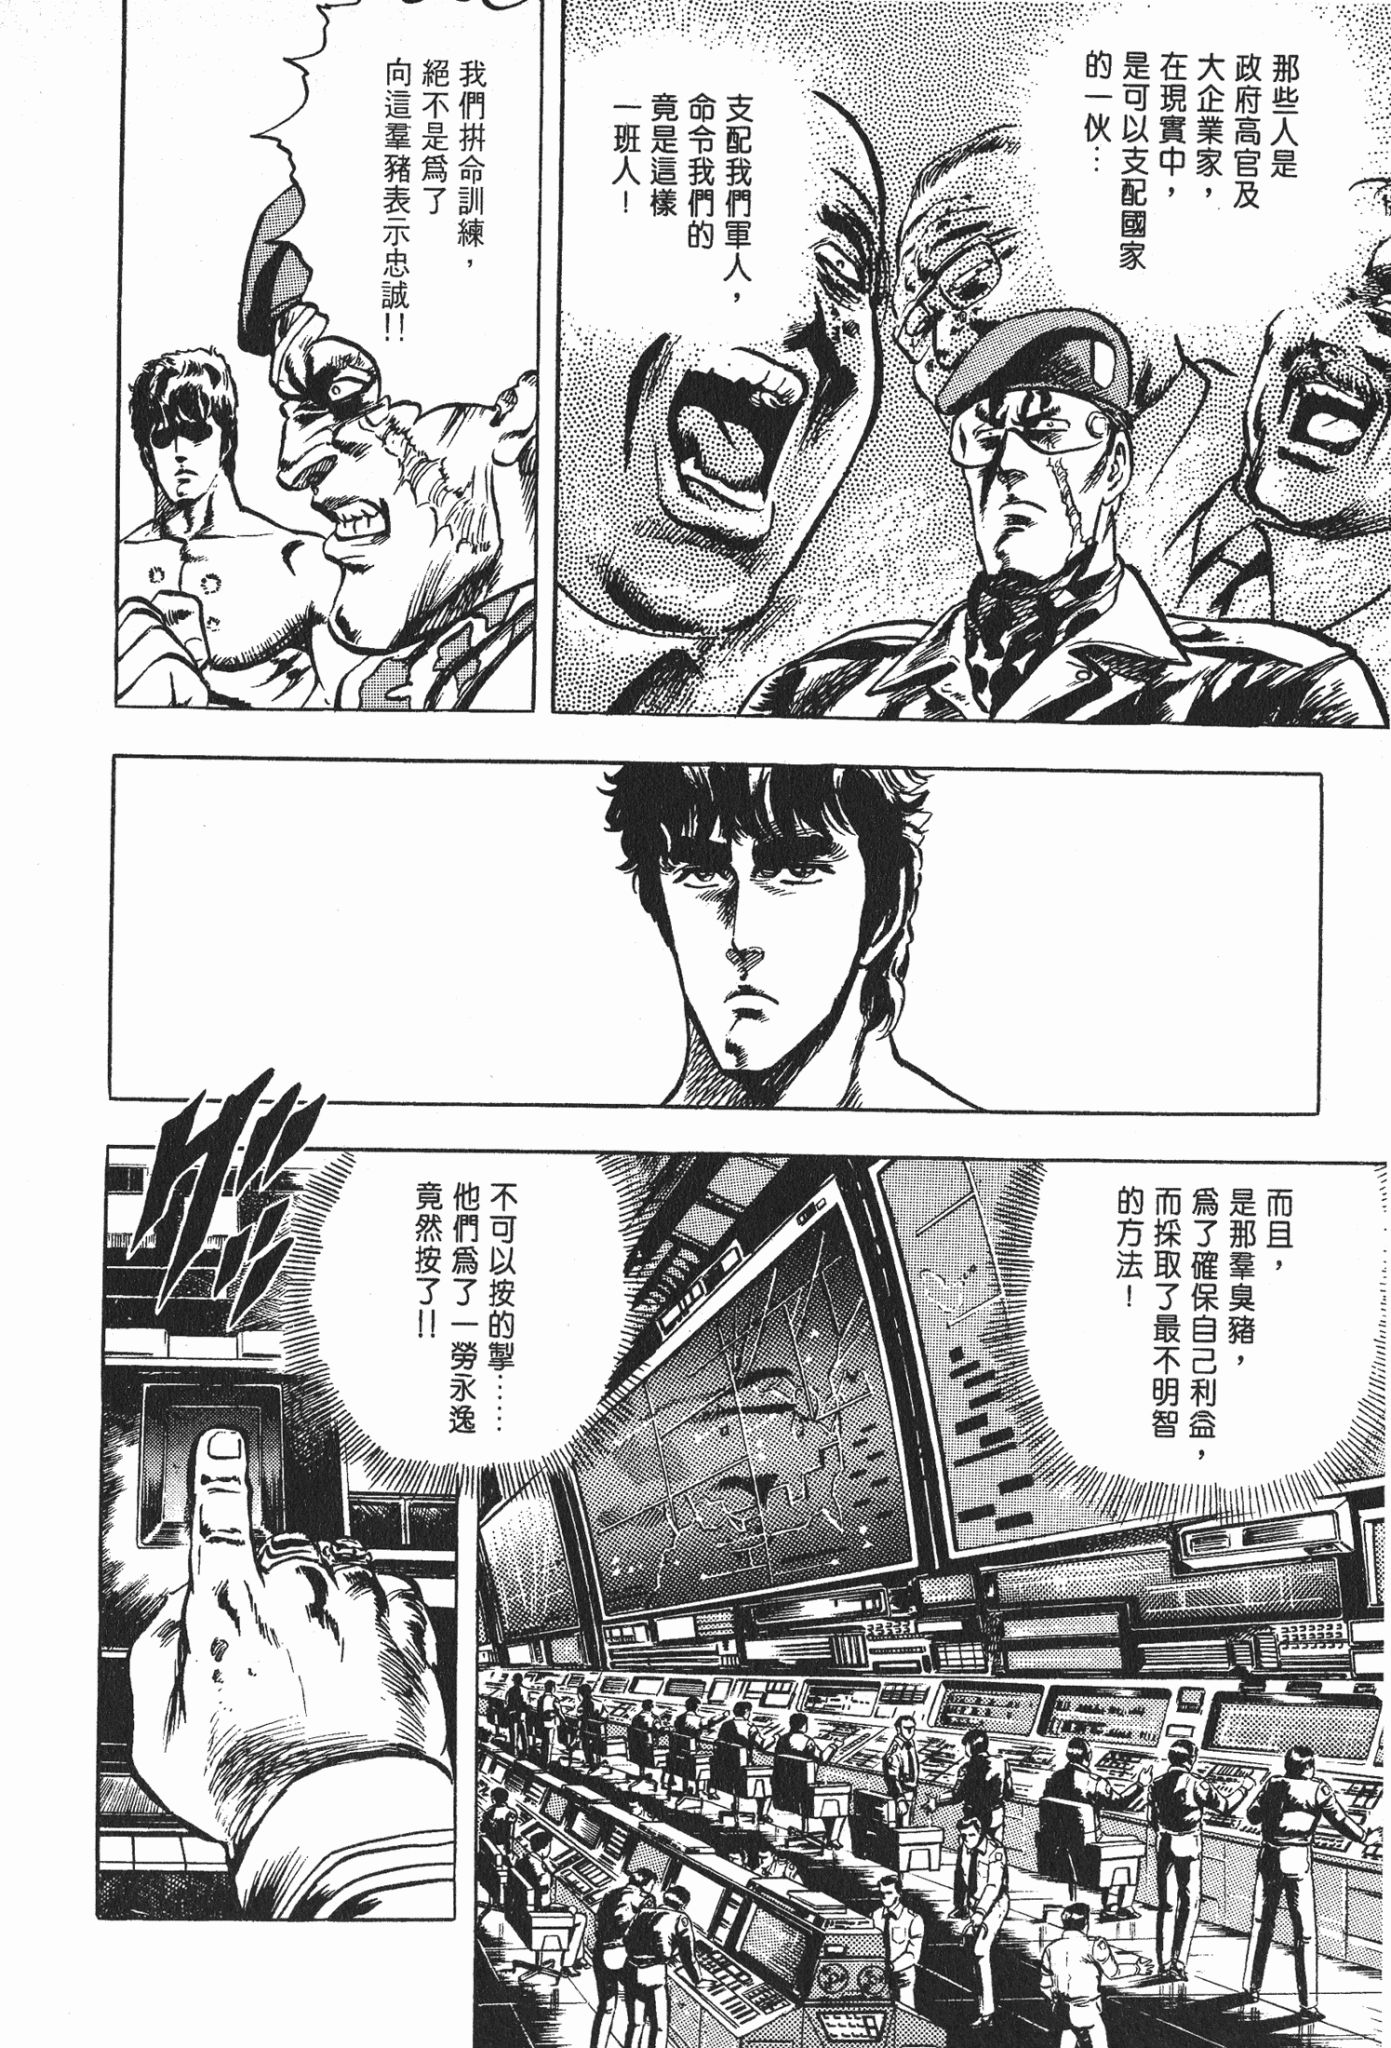 那些人是
政府高官及
大企業家，
在現實中，
是可以支配國家
的一伙…
支配我們軍人，
命令我們的
竟是這樣
一班人！
我們拚命訓練，
絕不是爲了
向這羣豬表示忠誠！！
而且，
是那羣臭豬，
爲了確保自己利益，
而採取了最不明智
的方法！
不可以按的掣……
他們爲了一勞永逸
竟然按了！！